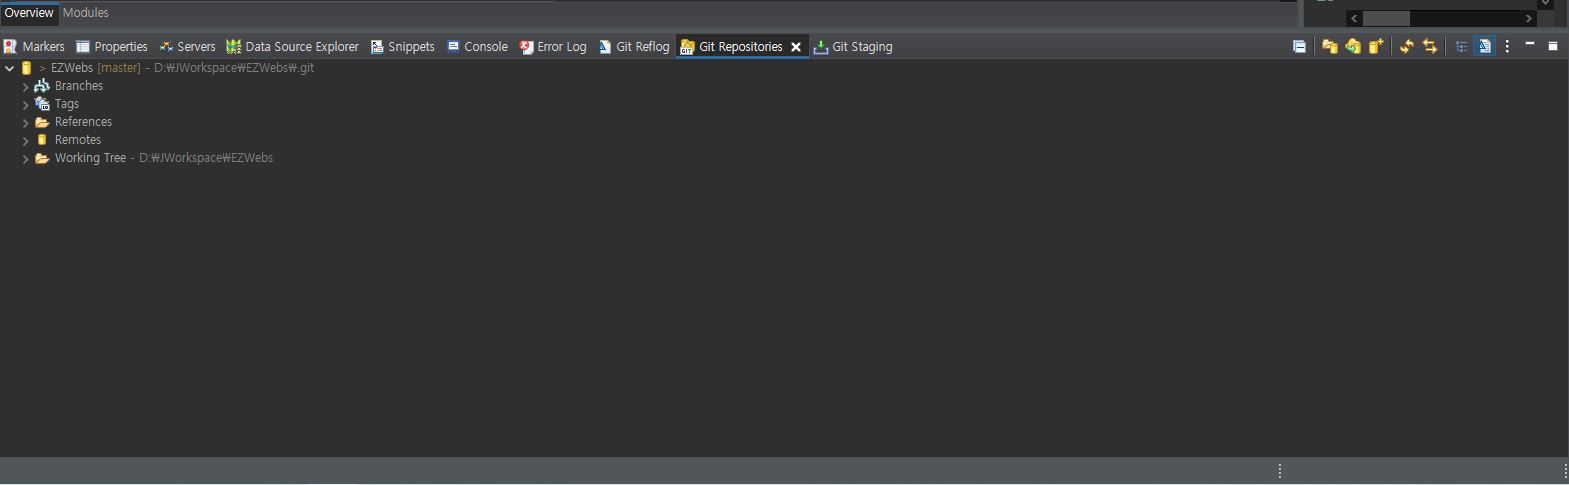 Overview Modules
Markers Properties Servers Data Source Explorer Snippets Console Error Log Git Reflog Git Repositories Git Staging
> EZWebs [master] - D:₩JWorkspace₩EZWebs₩.git
Branches
Tags
References
Remotes
Working Tree - D:₩JWorkspace₩EZWebs